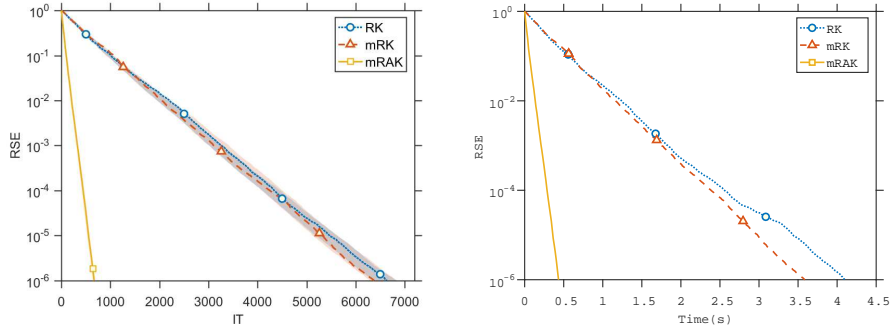 10^0
10^-1
10^-2
10^-3
10^-4
10^-5
10^-6
RSE
0 1000 2000 3000 4000 5000 6000 7000
IT
RK
mRK
mRAK
10^0
10^-2
10^-4
10^-6
RSE
0 0.5 1 1.5 2 2.5 3 3.5 4 4.5
Time(s)
RK
mRK
mRAK